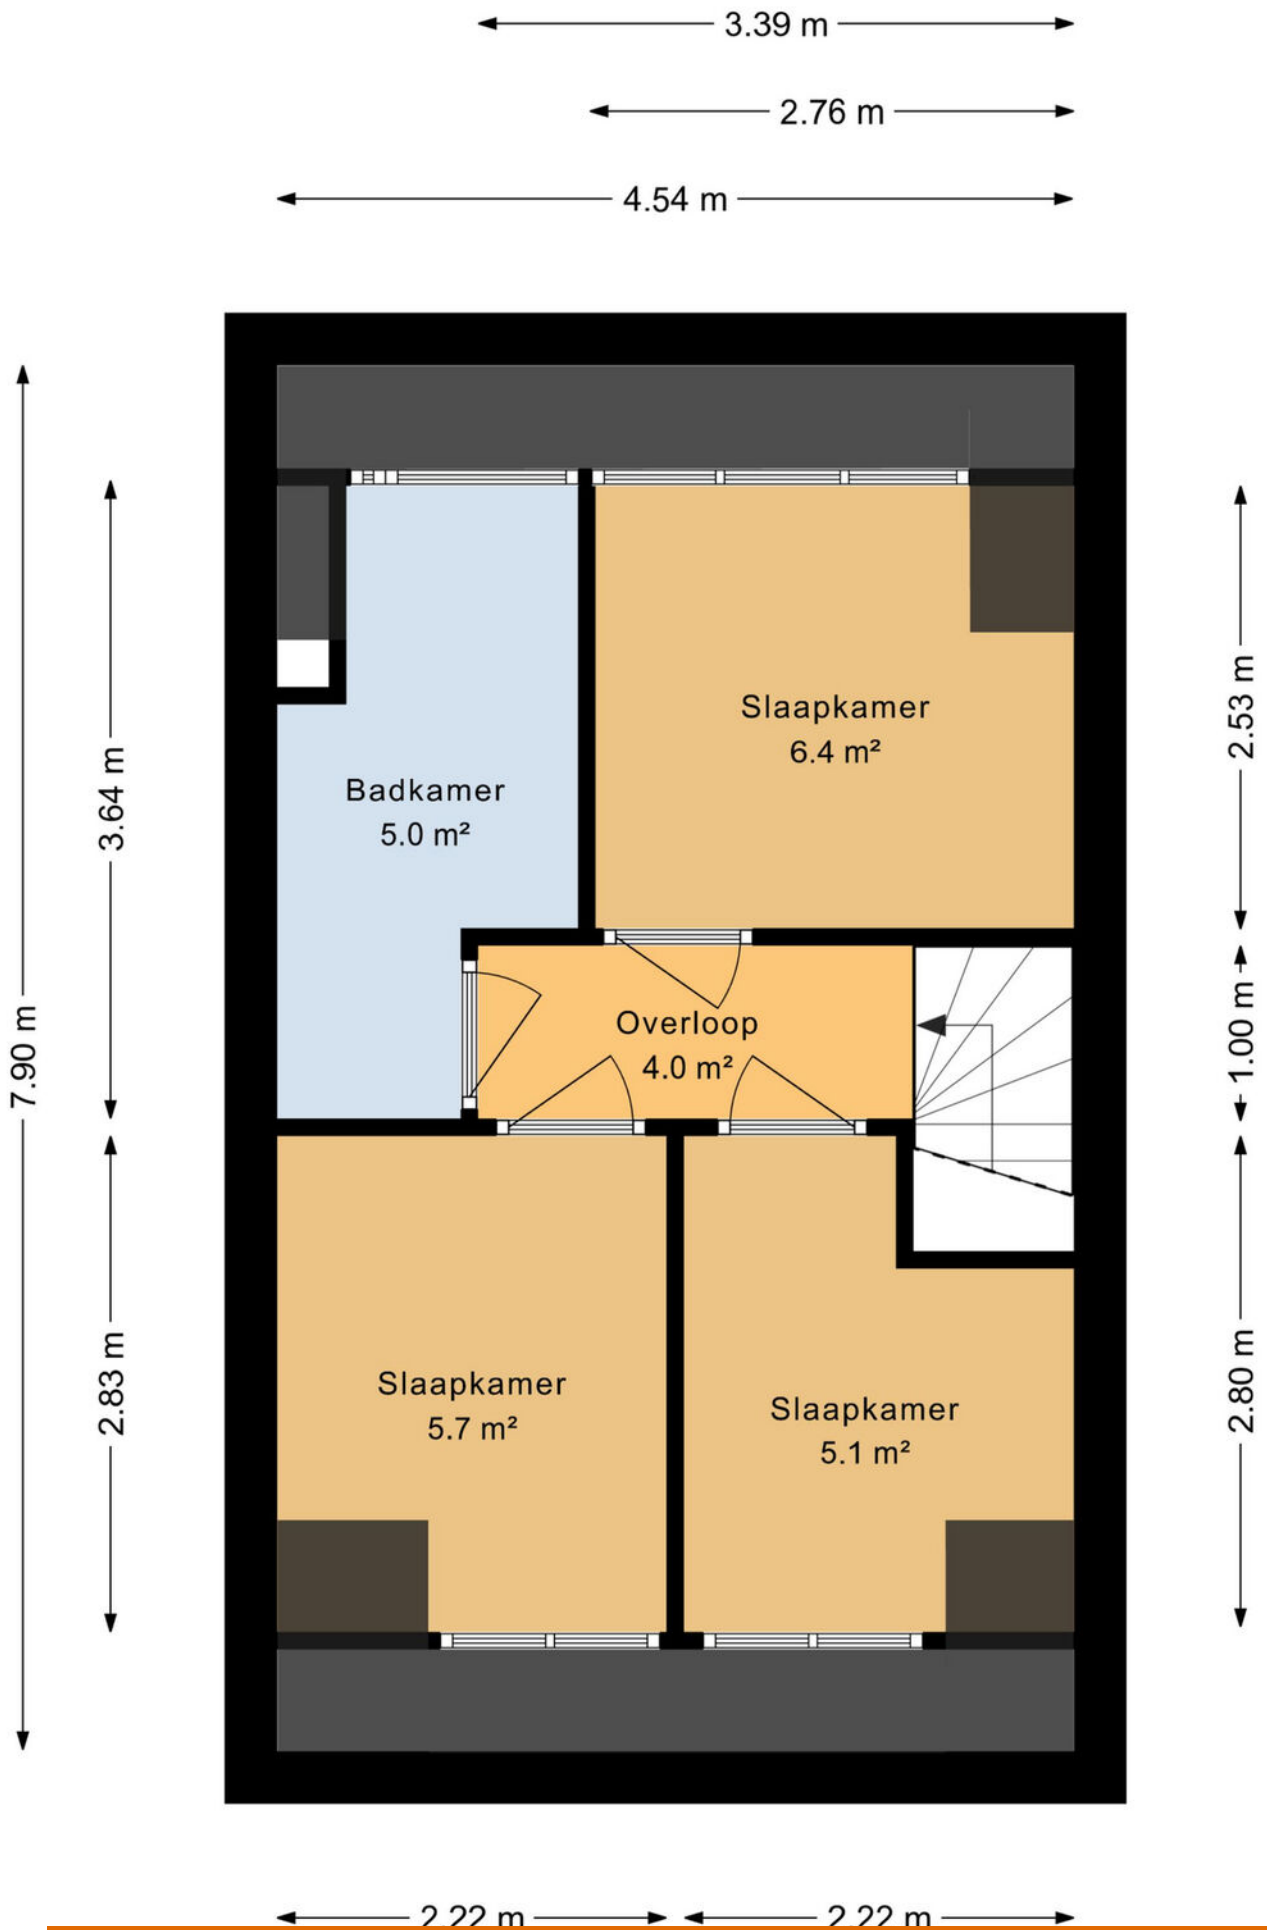 3.39 m
2.76 m
4.54 m
Slaapkamer
6.4 m²
2.53 m
Badkamer
5.0 m²
3.64 m
7.90 m
Overloop
4.0 m²
1.00 m
Slaapkamer
5.7 m²
2.83 m
Slaapkamer
5.1 m²
2.80 m
2.22 m
2.22 m